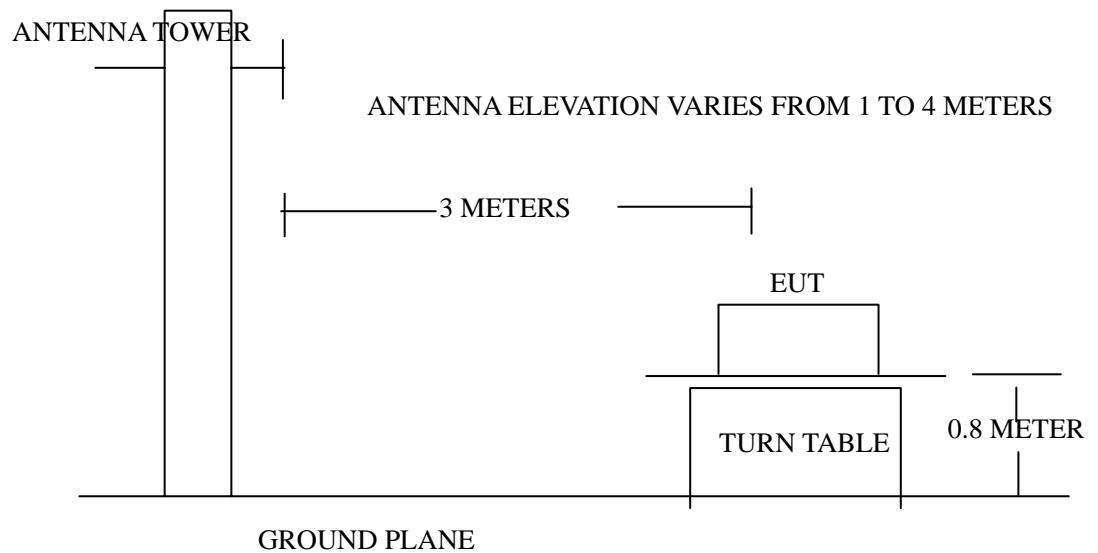 ANTENNA TOWER
ANTENNA ELEVATION VARIES FROM 1 TO 4 METERS
3 METERS
EUT
0.8 METER
TURN TABLE
GROUND PLANE